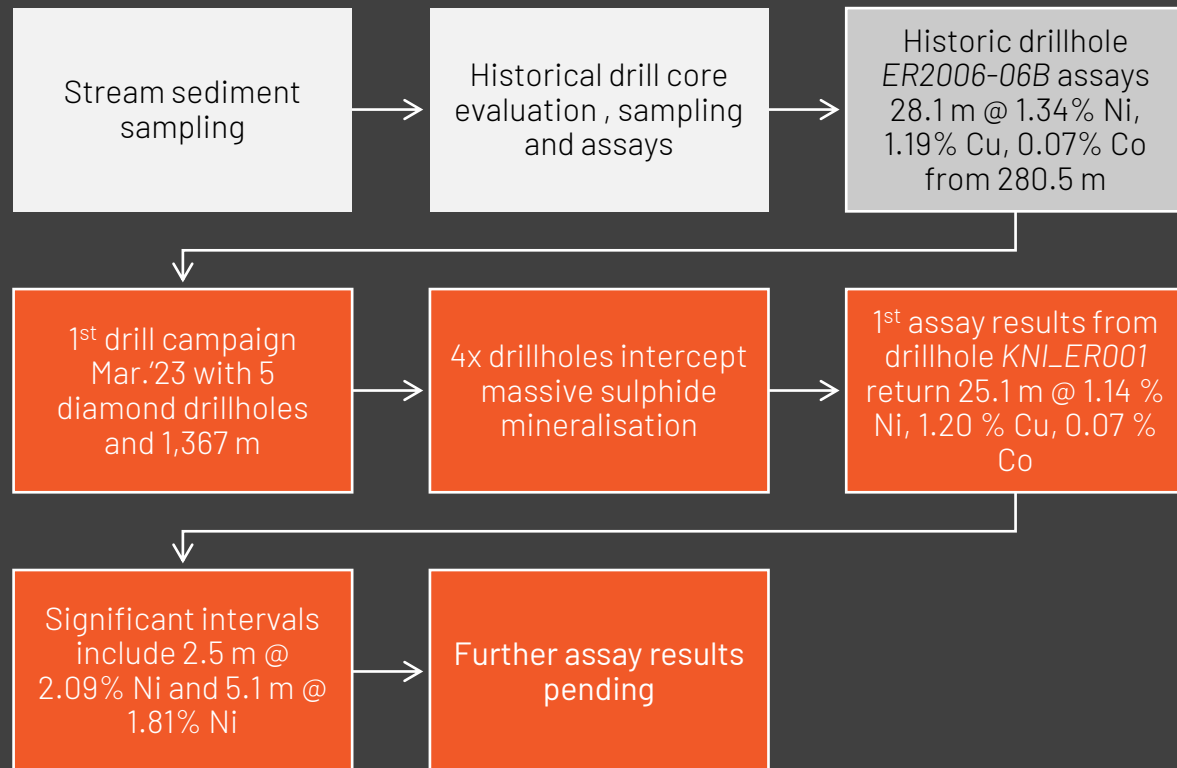 Stream sediment
sampling
Historical drill core
evaluation , sampling
and assays
Historic drillhole
ER2006-06B assays
28.1 m @ 1.34% Ni,
1.19% Cu, 0.07% Co
from 280.5 m
1st drill campaign
Mar.'23 with 5
diamond drillholes
and 1,367 m
4x drillholes intercept
massive sulphide
mineralisation
1st assay results from
drillhole KNI_ER001
return 25.1 m @ 1.14 %
Ni, 1.20 % Cu, 0.07 %
Co
Significant intervals
include 2.5 m @
2.09% Ni and 5.1 m @
1.81% Ni
Further assay results
pending